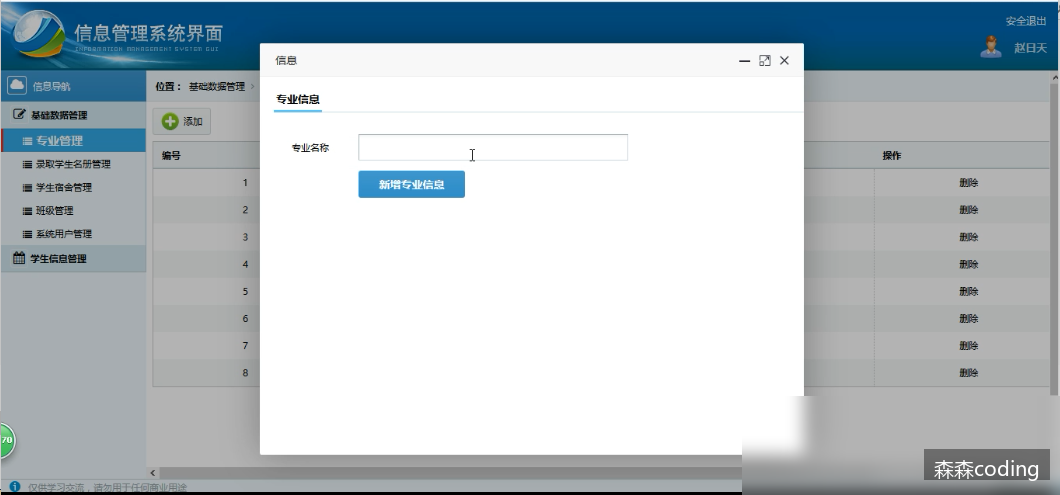 信息管理系统界面
INFORMATION MANAGEMENT SYSTEM GUI
安全退出
赵日天
信息导航
位置： 基础数据管理
基础数据管理
专业管理
录取学生名册管理
学生宿舍管理
班级管理
系统用户管理
学生信息管理
添加
编号 操作
1 删除
2 删除
3 删除
4 删除
5 删除
6 删除
7 删除
8 删除
信息
专业信息
专业名称
新增专业信息
70
仅供学习交流，请勿用于任何商业用途
森森coding